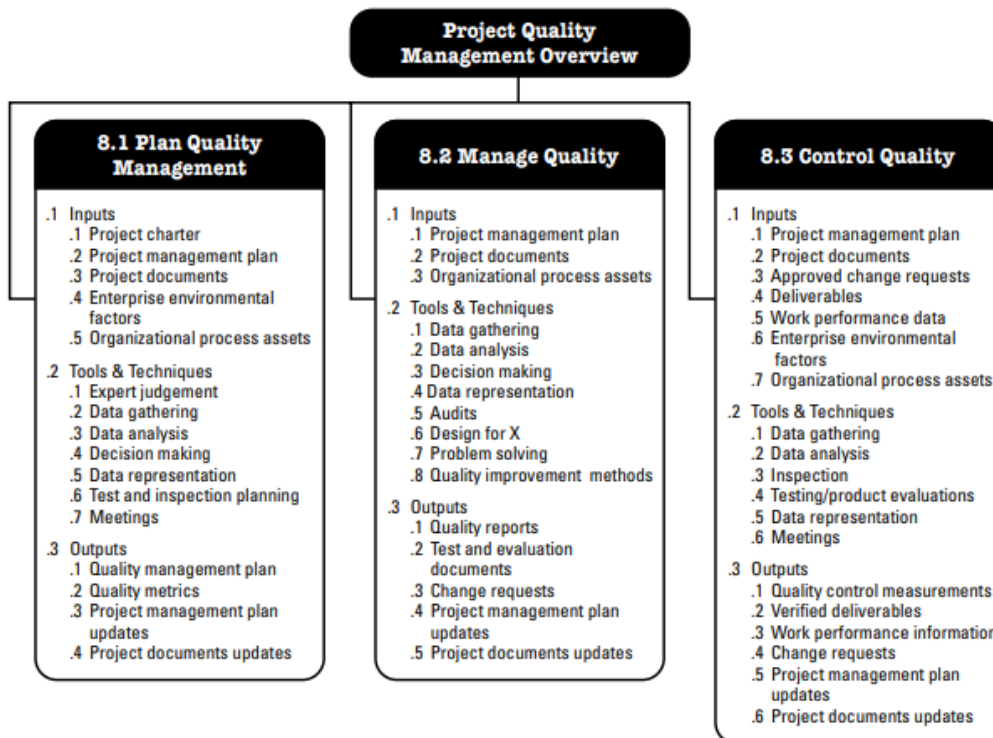 Project Quality
Management Overview
8.1 Plan Quality
Management
.1 Inputs
.1 Project charter
.2 Project management plan
.3 Project documents
.4 Enterprise environmental
factors
.5 Organizational process assets
.2 Tools & Techniques
.1 Expert judgement
.2 Data gathering
.3 Data analysis
.4 Decision making
.5 Data representation
.6 Test and inspection planning
.7 Meetings
.3 Outputs
.1 Quality management plan
.2 Quality metrics
.3 Project management plan
updates
.4 Project documents updates
8.2 Manage Quality
.1 Inputs
.1 Project management plan
.2 Project documents
.3 Organizational process assets
.2 Tools & Techniques
.1 Data gathering
.2 Data analysis
.3 Decision making
.4 Data representation
.5 Audits
.6 Design for X
.7 Problem solving
.8 Quality improvement methods
.3 Outputs
.1 Quality reports
.2 Test and evaluation
documents
.3 Change requests
.4 Project management plan
updates
.5 Project documents updates
8.3 Control Quality
.1 Inputs
.1 Project management plan
.2 Project documents
.3 Approved change requests
.4 Deliverables
.5 Work performance data
.6 Enterprise environmental
factors
.7 Organizational process assets
.2 Tools & Techniques
.1 Data gathering
.2 Data analysis
.3 Inspection
.4 Testing/product evaluations
.5 Data representation
.6 Meetings
.3 Outputs
.1 Quality control measurements
.2 Verified deliverables
.3 Work performance information
.4 Change requests
.5 Project management plan
updates
.6 Project documents updates